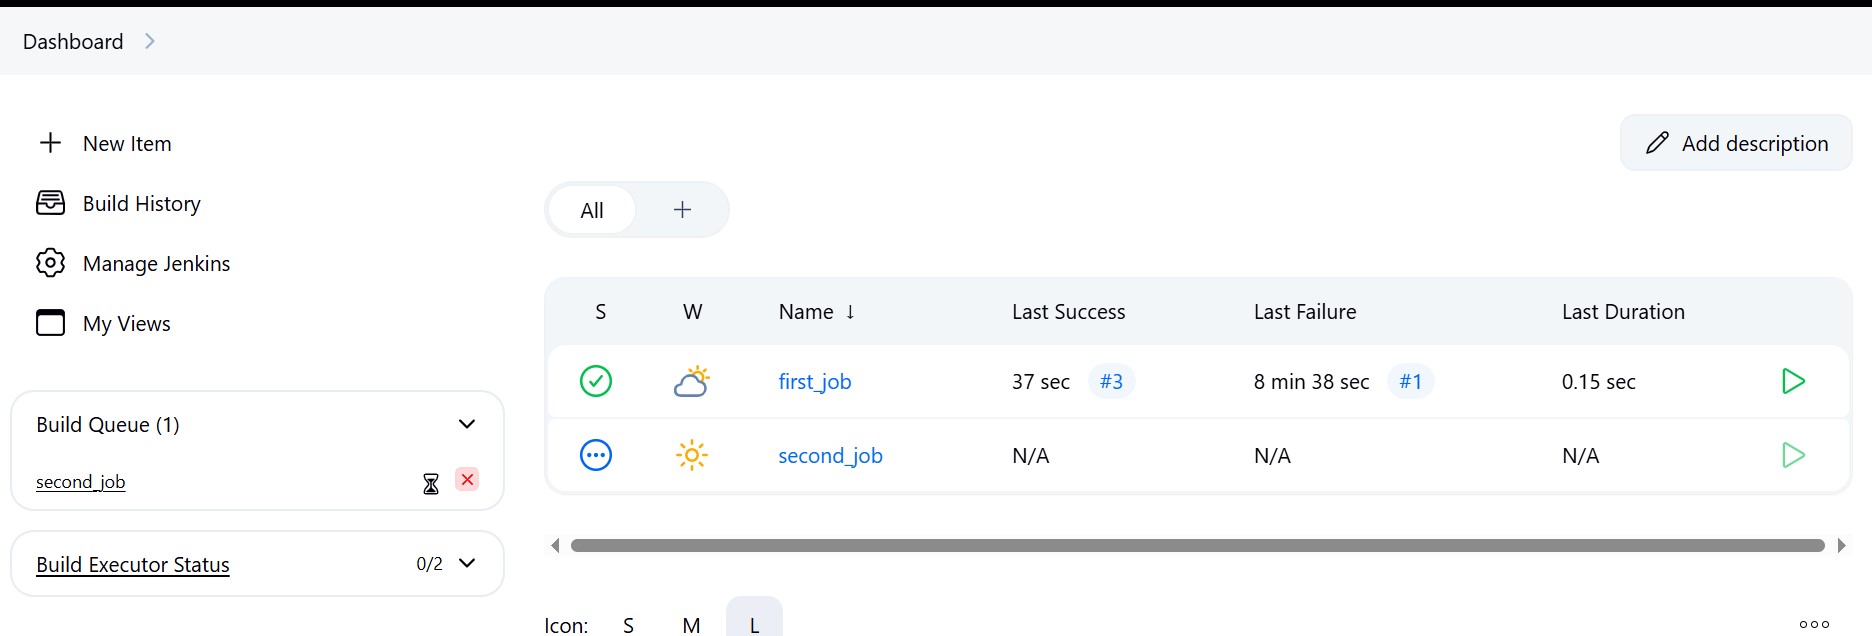 Dashboard
New Item
Build History
Manage Jenkins
My Views
Build Queue (1)
second_job
Build Executor Status 0/2
Add description
All
S W Name ↓ Last Success Last Failure Last Duration
first_job 37 sec #3 8 min 38 sec #1 0.15 sec
second_job N/A N/A N/A
Icon: S M L